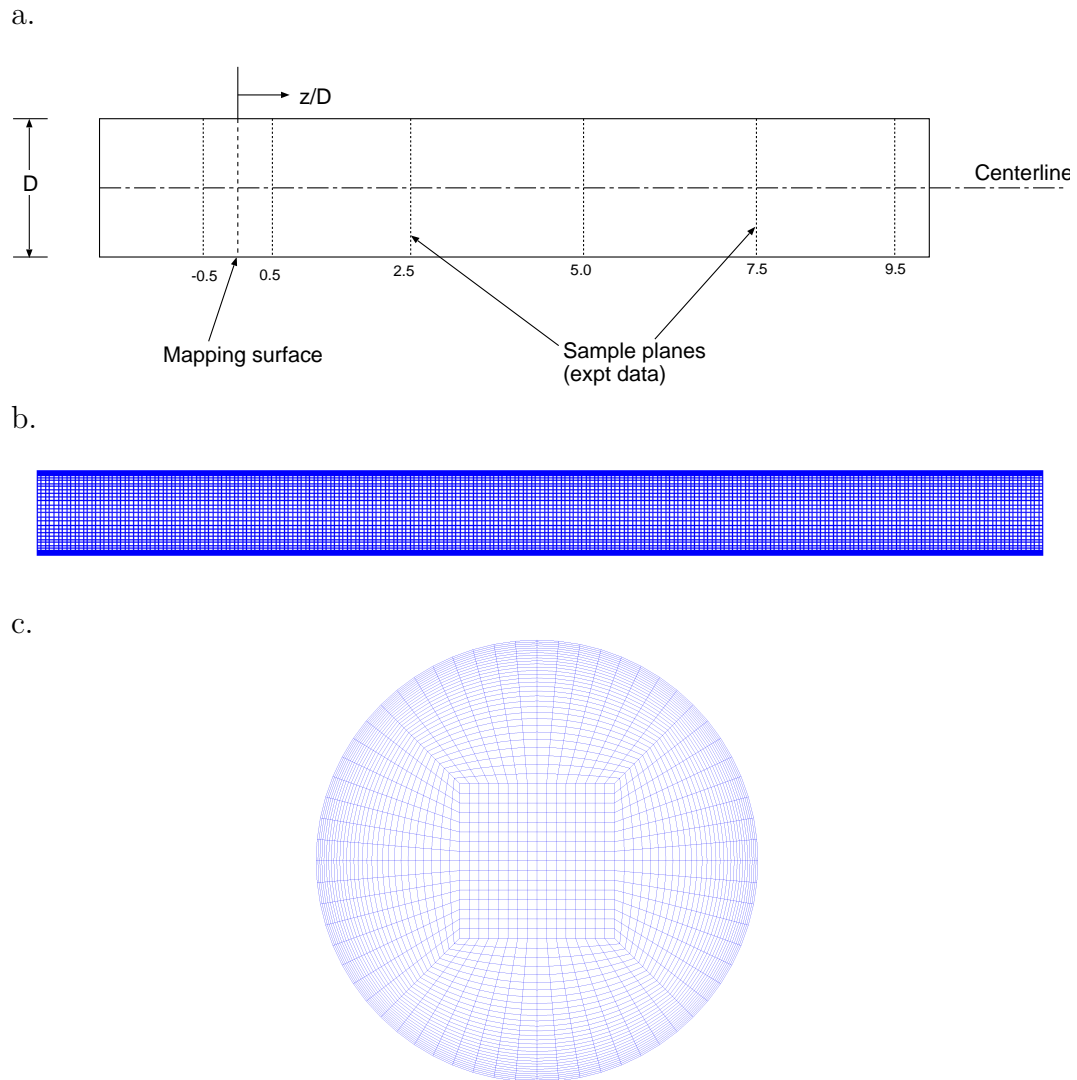 a.
z/D
D
Centerline
-0.5
0.5
2.5
5.0
7.5
9.5
Mapping surface
Sample planes
(expt data)
b.
c.